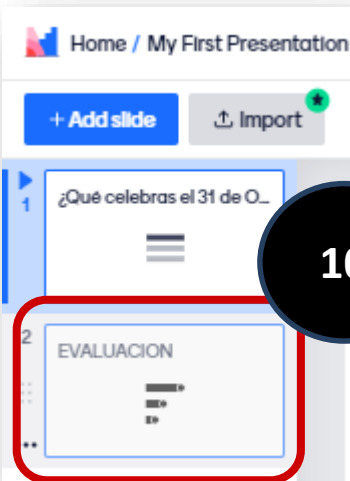 Home / My First Presentation
+ Add slide
Import
1
¿Qué celebras el 31 de O...
2
EVALUACION